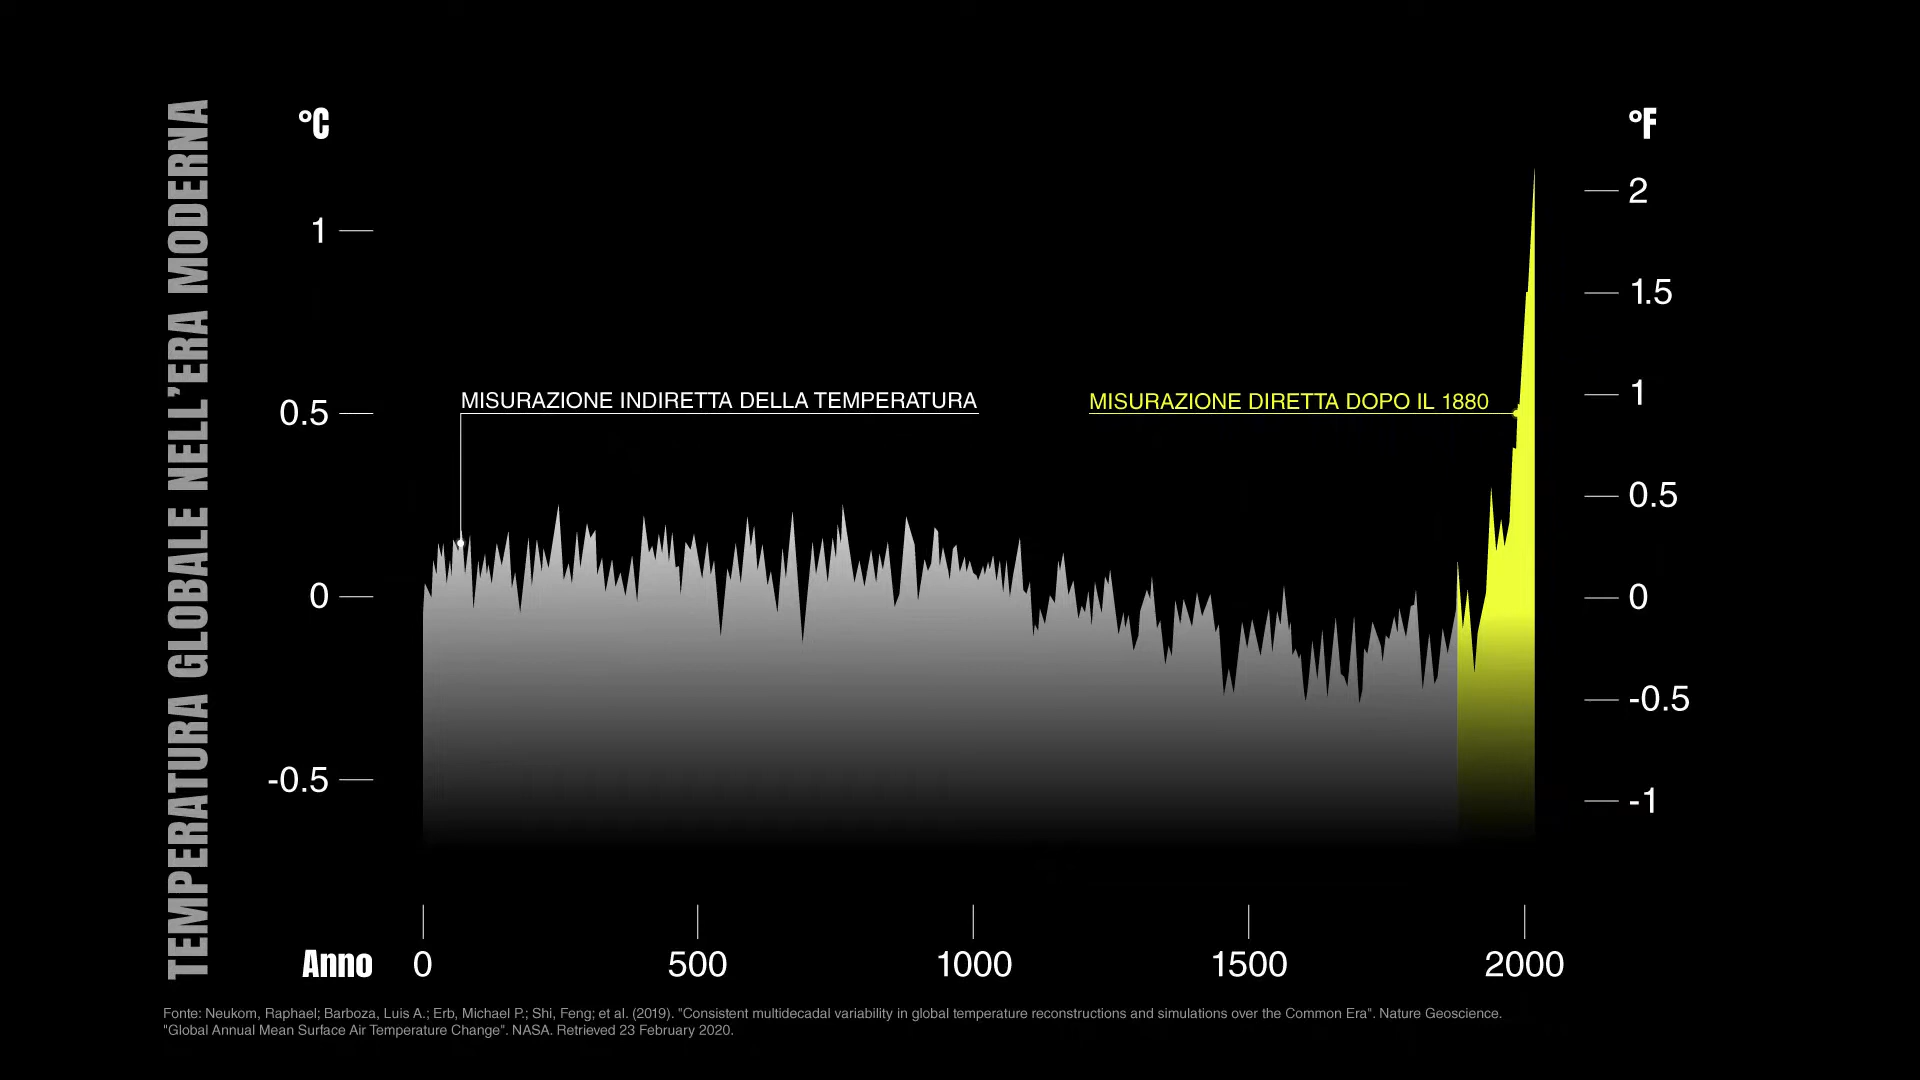 TEMPERATURA GLOBALE NELL'ERA MODERNA
°C
1
0.5
0
-0.5
MISURAZIONE INDIRETTA DELLA TEMPERATURA
MISURAZIONE DIRETTA DOPO IL 1880
°F
2
1.5
1
0.5
0
-0.5
-1
Anno 0 500 1000 1500 2000
Fonte: Neukom, Raphael; Barboza, Luis A.; Erb, Michael P.; Shi, Feng; et al. (2019). "Consistent multidecadal variability in global temperature reconstructions and simulations over the Common Era". Nature Geoscience.
"Global Annual Mean Surface Air Temperature Change". NASA. Retrieved 23 February 2020.